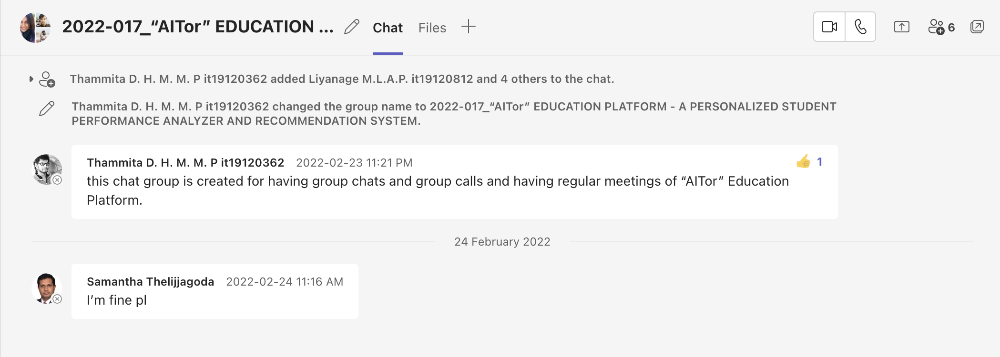 2022-017_“AITor” EDUCATION ...
Chat
Files
6
Thammita D. H. M. M. P it19120362 added Liyanage M.L.A.P. it19120812 and 4 others to the chat.
Thammita D. H. M. M. P it19120362 changed the group name to 2022-017_“AITor” EDUCATION PLATFORM - A PERSONALIZED STUDENT
PERFORMANCE ANALYZER AND RECOMMENDATION SYSTEM.
Thammita D. H. M. M. P it19120362 2022-02-23 11:21 PM
👍 1
this chat group is created for having group chats and group calls and having regular meetings of “AITor” Education
Platform.
24 February 2022
Samantha Thelijjagoda 2022-02-24 11:16 AM
I’m fine pl